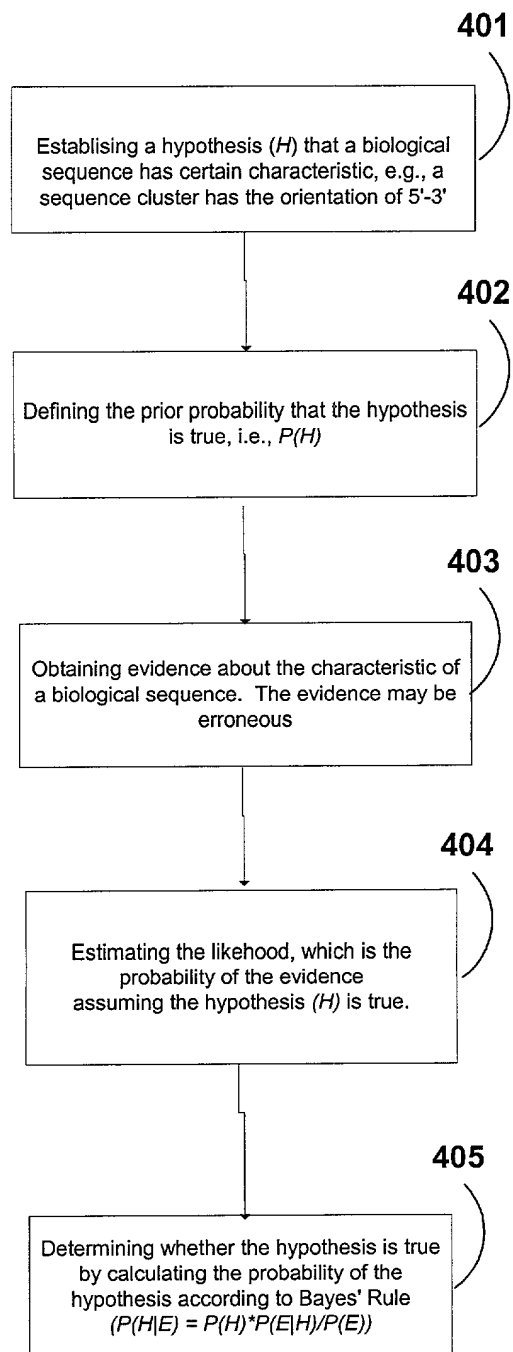 401
Establising a hypothesis (H) that a biological
sequence has certain characteristic, e.g., a
sequence cluster has the orientation of 5'-3'
402
Defining the prior probability that the hypothesis
is true, i.e., P(H)
403
Obtaining evidence about the characteristic of
a biological sequence. The evidence may be
erroneous
404
Estimating the likehood, which is the
probability of the evidence
assuming the hypothesis (H) is true.
405
Determining whether the hypothesis is true
by calculating the probability of the
hypothesis according to Bayes' Rule
(P(H|E) = P(H)*P(E|H)/P(E))